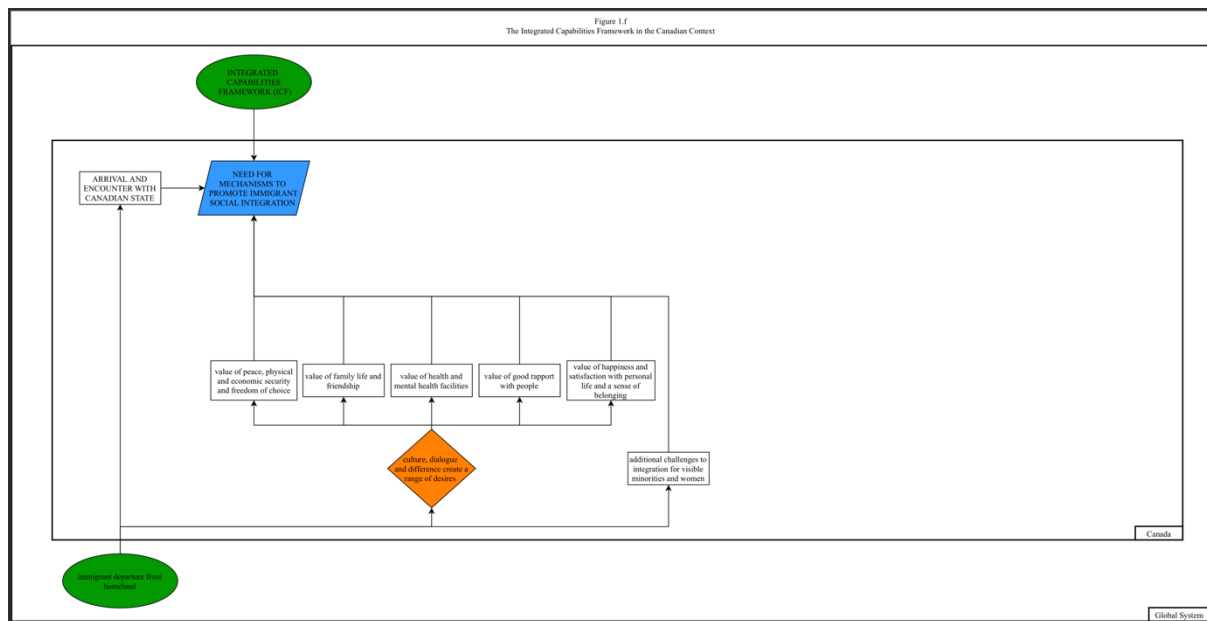 Figure 1.f
The Integrated Capabilities Framework in the Canadian Context
INTEGRATED
CAPABILITIES
FRAMEWORK (ICF)
ARRIVAL AND
ENCOUNTER WITH
CANADIAN STATE
NEED FOR
MECHANISMS TO
PROMOTE IMMIGRANT
SOCIAL INTEGRATION
value of peace, physical
and economic security
and freedom of choice
value of family life and
friendship
value of health and
mental health facilities
value of good rapport
with people
value of happiness and
satisfaction with personal
life and a sense of
belonging
culture, dialogue
and difference create a
range of desires
additional challenges to
integration for visible
minorities and women
Canada
immigrant departure from
homeland
Global System